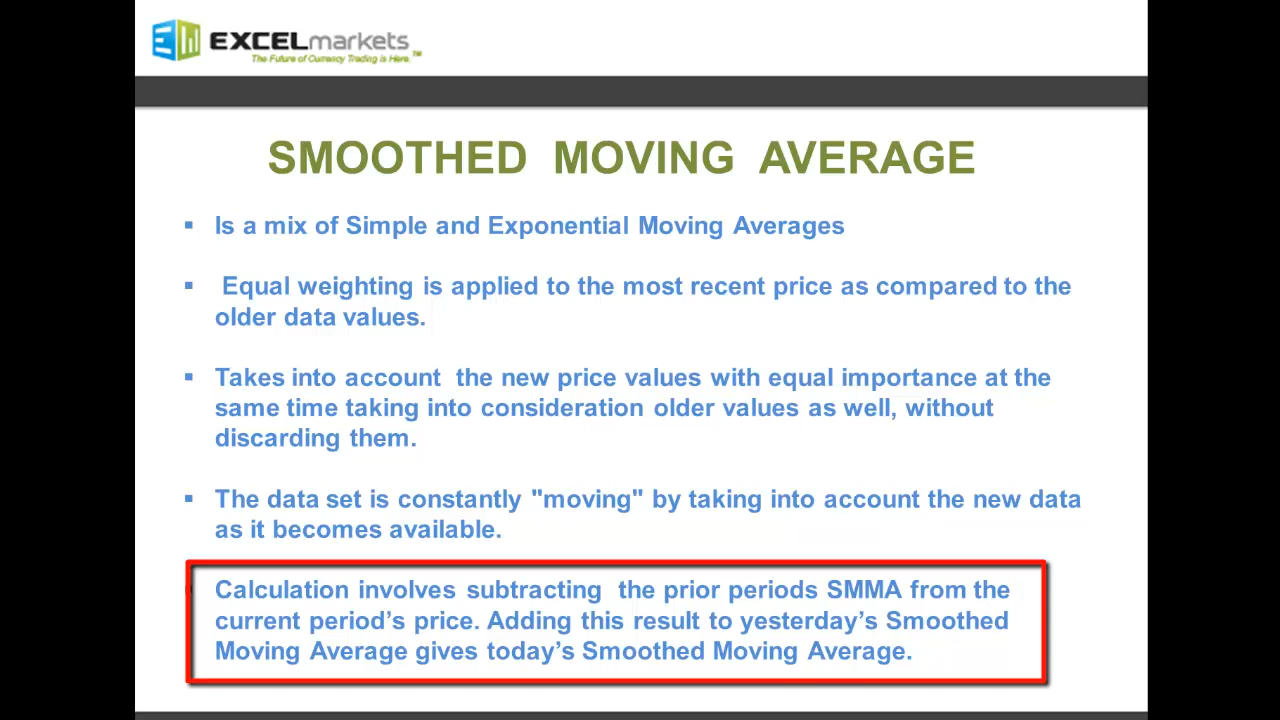 EXCELmarkets
The Future of Currency Trading is Here.™
SMOOTHED MOVING AVERAGE
▪ Is a mix of Simple and Exponential Moving Averages
▪ Equal weighting is applied to the most recent price as compared to the
older data values.
▪ Takes into account the new price values with equal importance at the
same time taking into consideration older values as well, without
discarding them.
▪ The data set is constantly "moving" by taking into account the new data
as it becomes available.
Calculation involves subtracting the prior periods SMMA from the
current period’s price. Adding this result to yesterday’s Smoothed
Moving Average gives today’s Smoothed Moving Average.